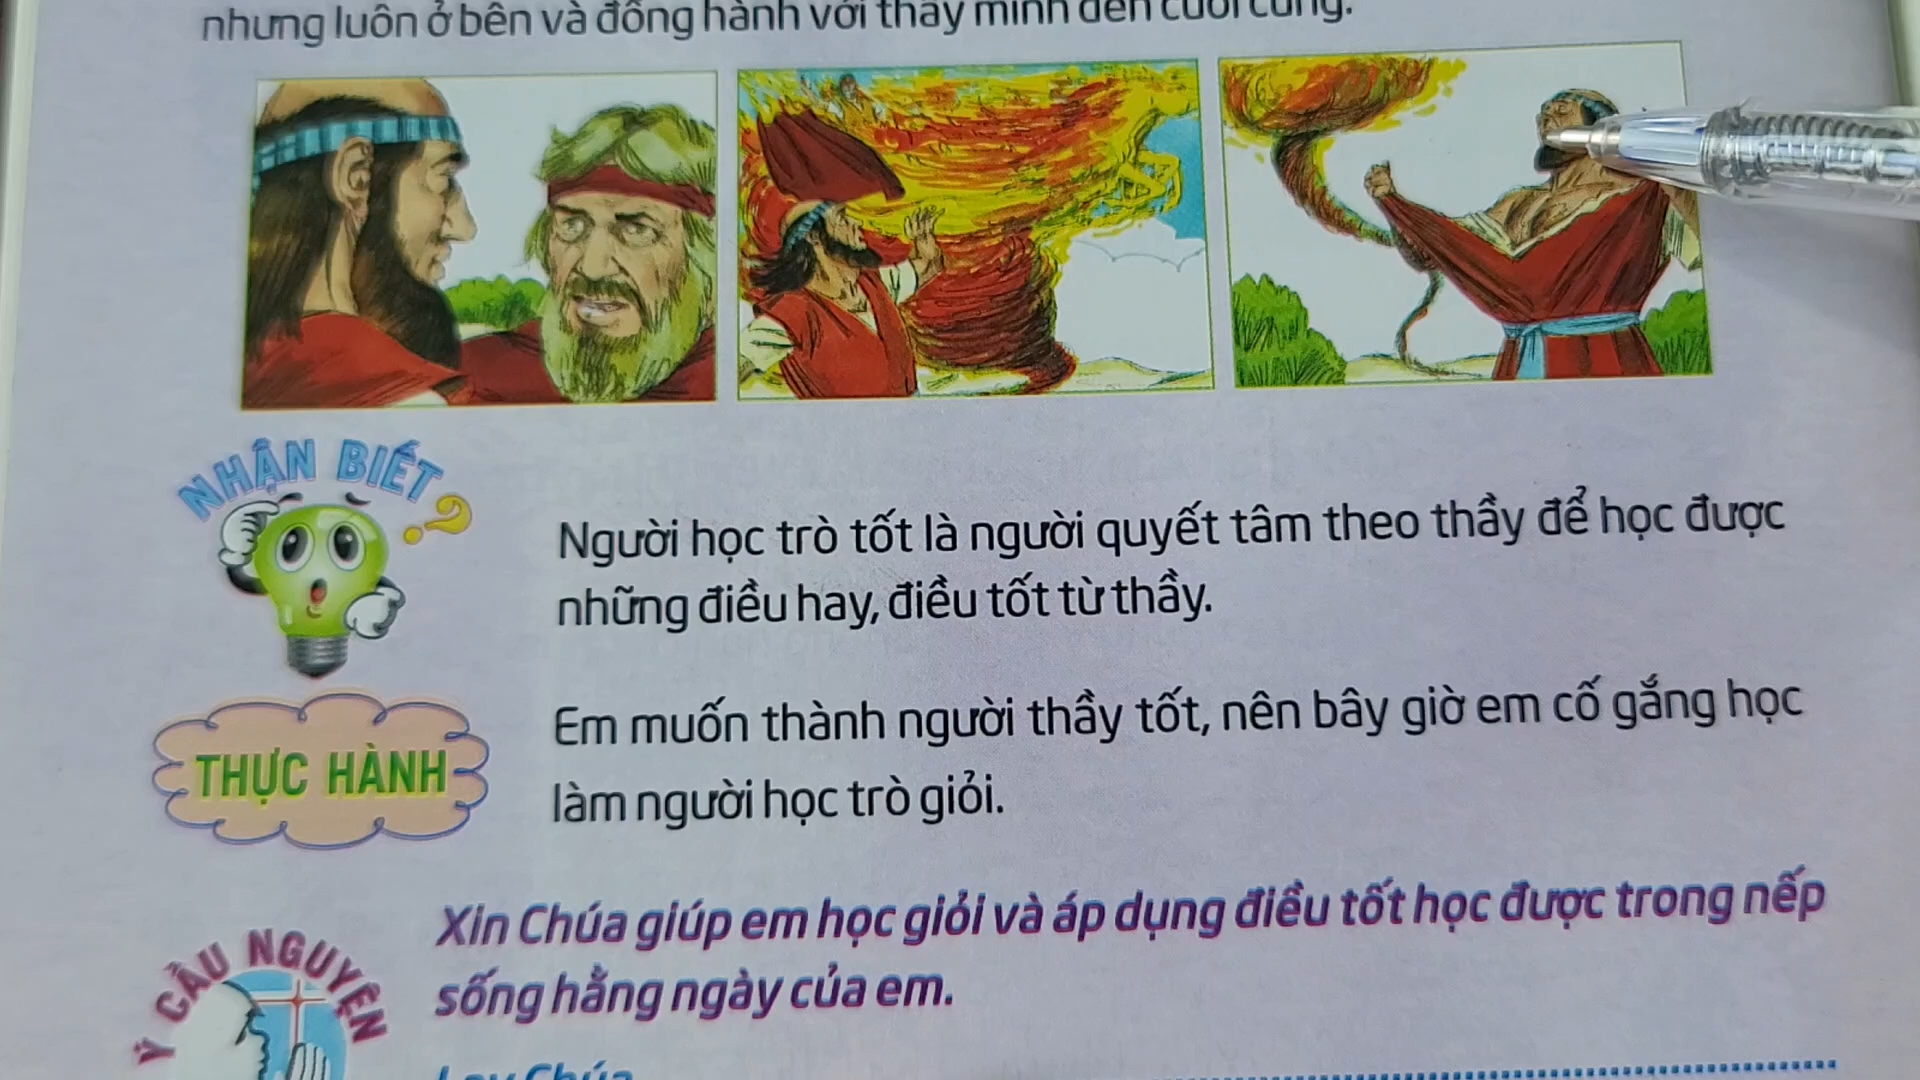 nhưng luôn ở bên và đồng hành với thầy mình đến cuối cùng.
NHẬN BIẾT?
Người học trò tốt là người quyết tâm theo thầy để học được
những điều hay, điều tốt từ thầy.
THỰC HÀNH
Em muốn thành người thầy tốt, nên bây giờ em cố gắng học
làm người học trò giỏi.
Ý CẦU NGUYỆN
Xin Chúa giúp em học giỏi và áp dụng điều tốt học được trong nếp
sống hằng ngày của em.
Lạy Chúa